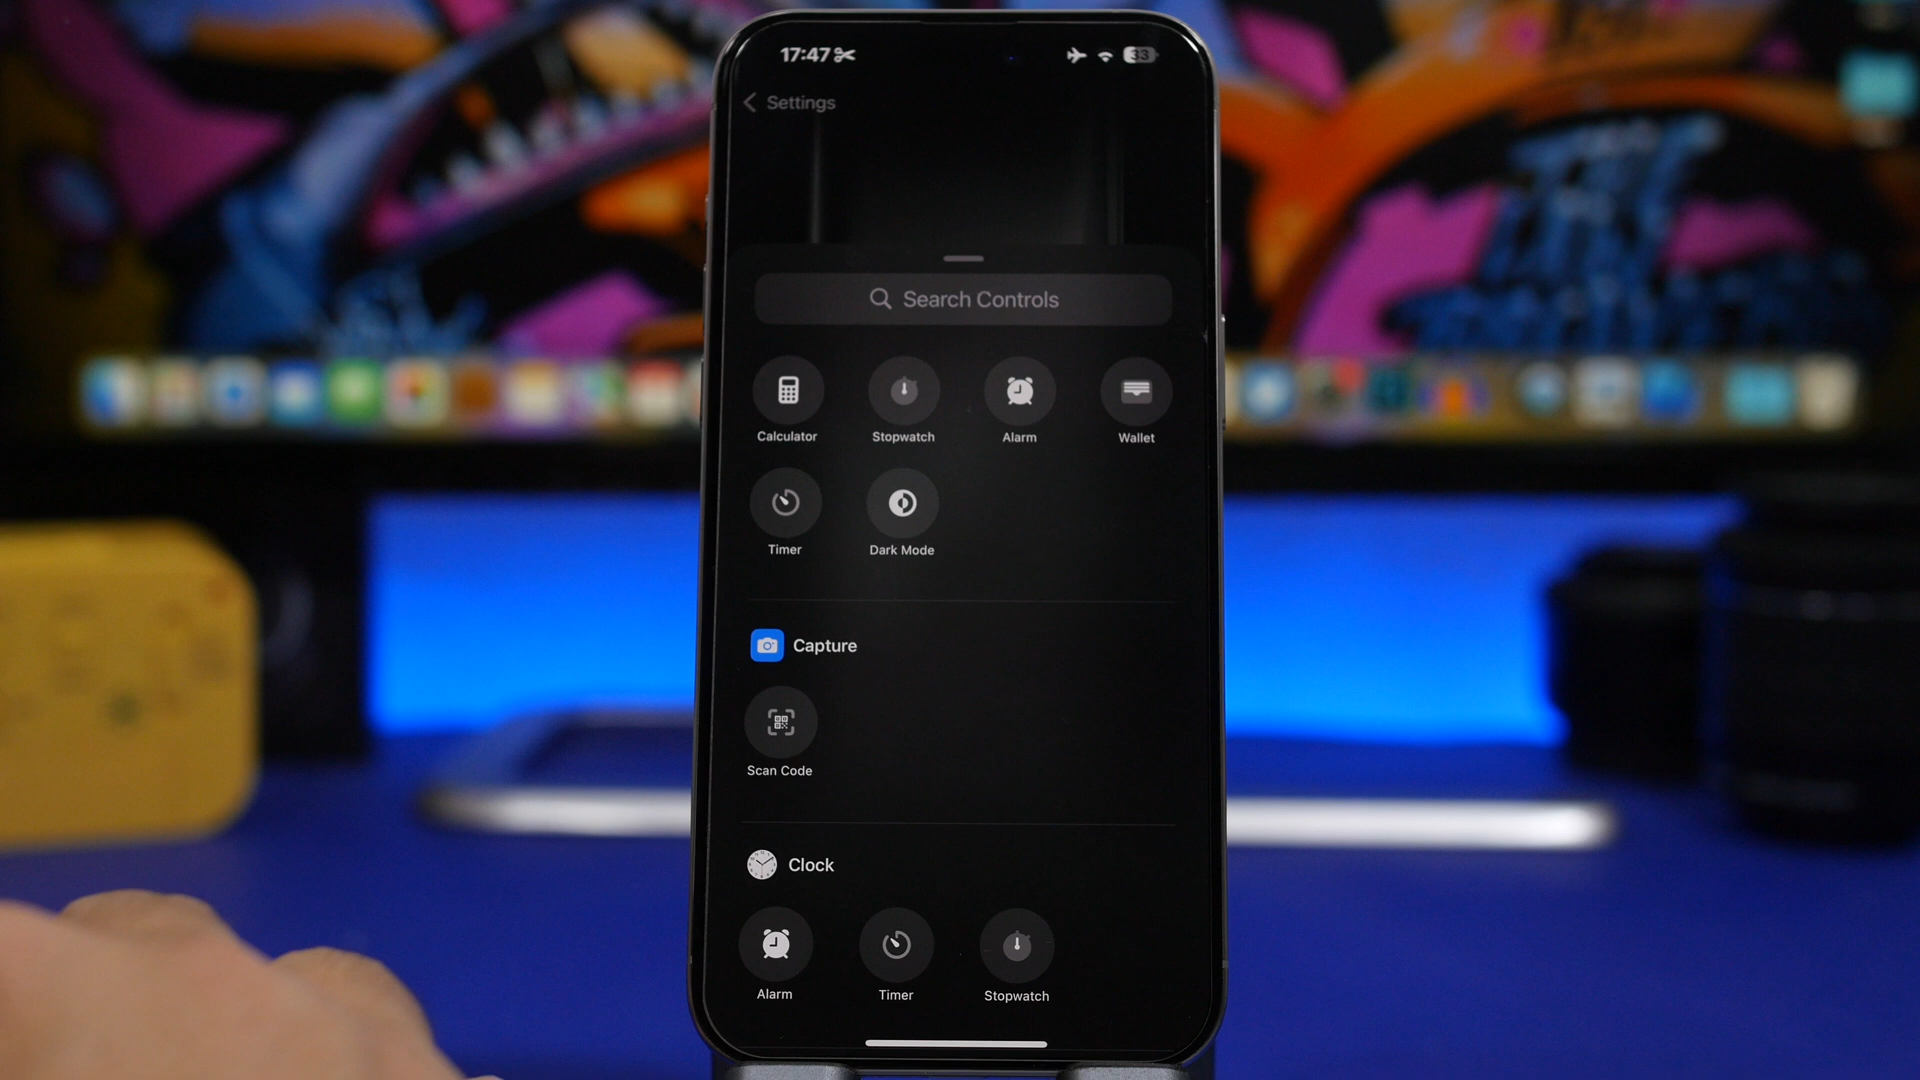 17:47
33
Settings
Search Controls
Calculator Stopwatch Alarm Wallet
Timer Dark Mode
Capture
Scan Code
Clock
Alarm Timer Stopwatch